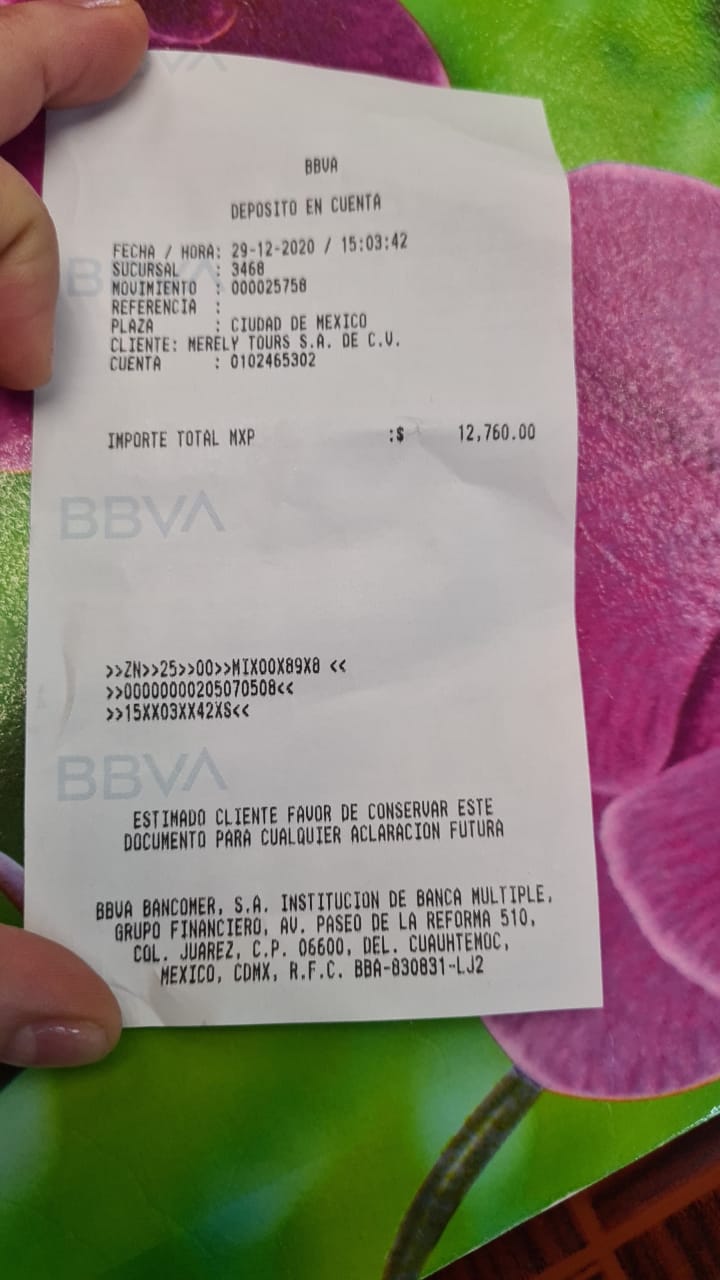 BBVA
DEPOSITO EN CUENTA
FECHA / HORA: 29-12-2020 / 15:03:42
SUCURSAL : 3468
MOVIMIENTO : 000025758
REFERENCIA :
PLAZA : CIUDAD DE MEXICO
CLIENTE: MERELY TOURS S.A. DE C.V.
CUENTA : 0102465302
IMPORTE TOTAL MXP :$ 12,760.00
BBVA
>>ZN>>25>>00>>MIX00X89X8 <<
>>00000000205070508<<
>>15XX03XX42XS<<
BBVA
ESTIMADO CLIENTE FAVOR DE CONSERVAR ESTE
DOCUMENTO PARA CUALQUIER ACLARACION FUTURA
BBVA BANCOMER, S.A. INSTITUCION DE BANCA MULTIPLE,
GRUPO FINANCIERO, AV. PASEO DE LA REFORMA 510,
COL. JUAREZ, C.P. 06600, DEL. CUAUHTEMOC,
MEXICO, CDMX, R.F.C. BBA-830831-LJ2